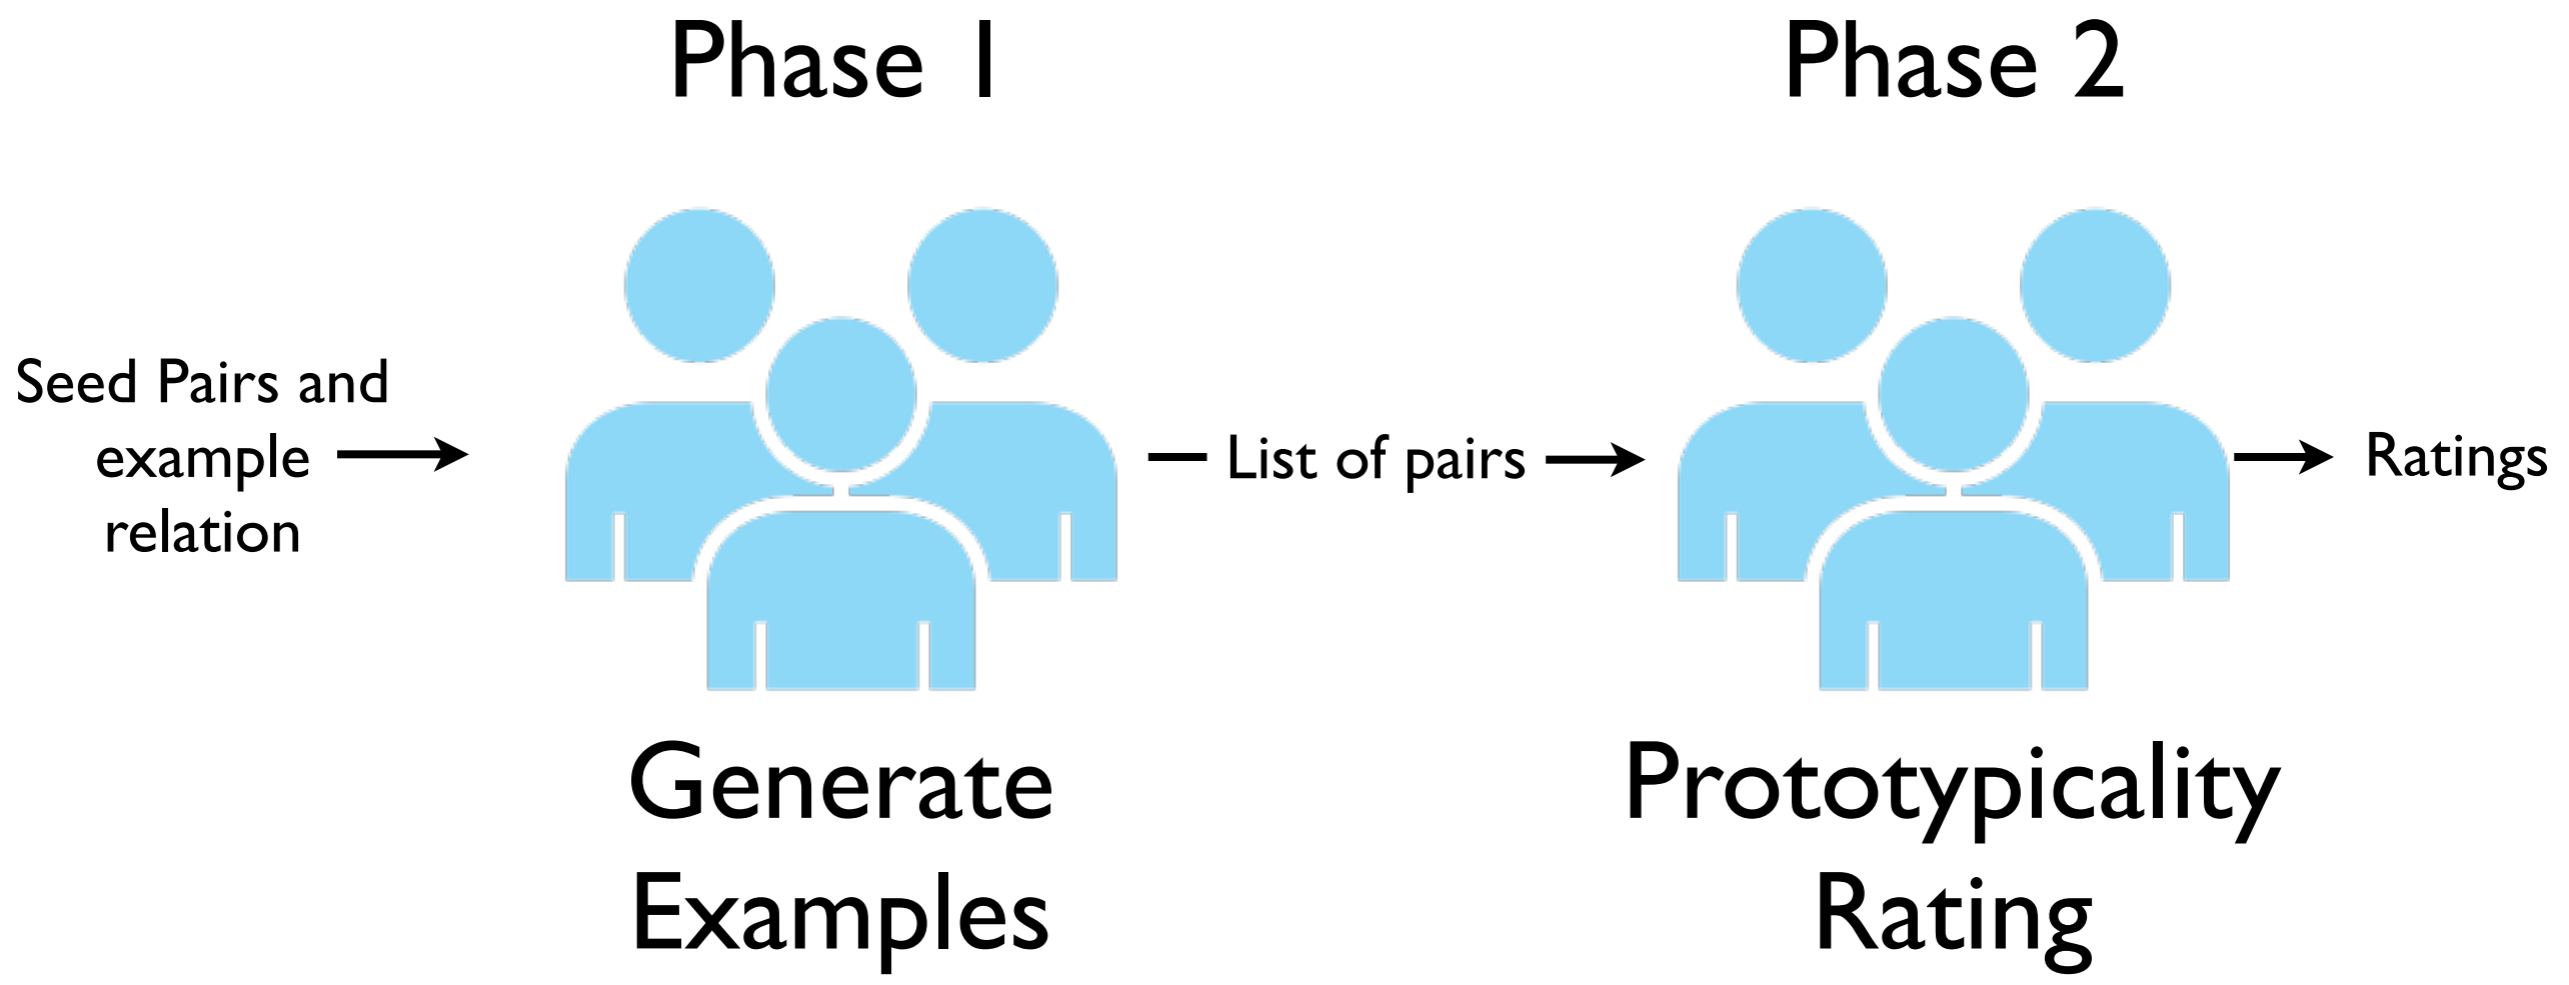 Phase 1
Phase 2
Seed Pairs and
example
relation
List of pairs
Ratings
Generate
Examples
Prototypicality
Rating